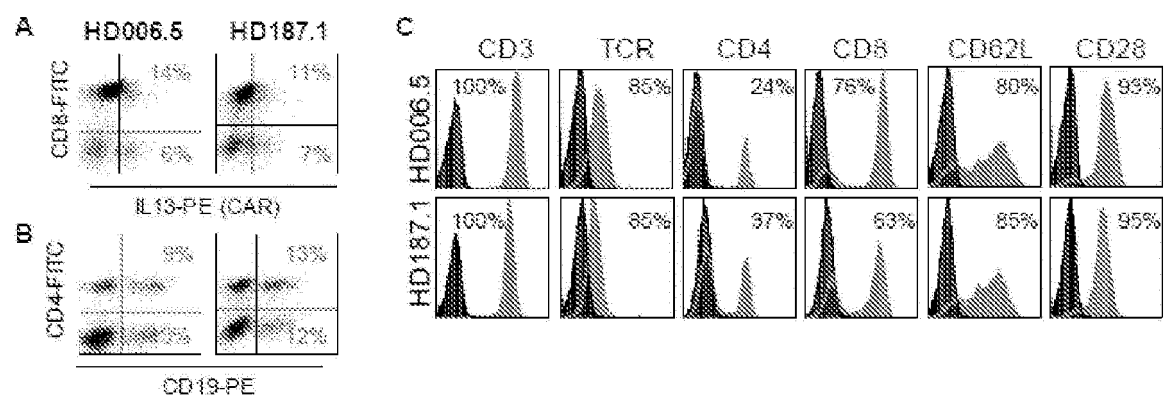 A
HD006.5 HD187.1
CD8-FITC
14% 11%
6% 7%
IL13-PE (CAR)
B
CD4-FITC
9% 13%
12%
CD19-PE
C
CD3 TCR CD4 CD8 CD62L CD28
HD006.5
100% 85% 24% 76% 80% 93%
HD187.1
100% 85% 37% 63% 85% 95%